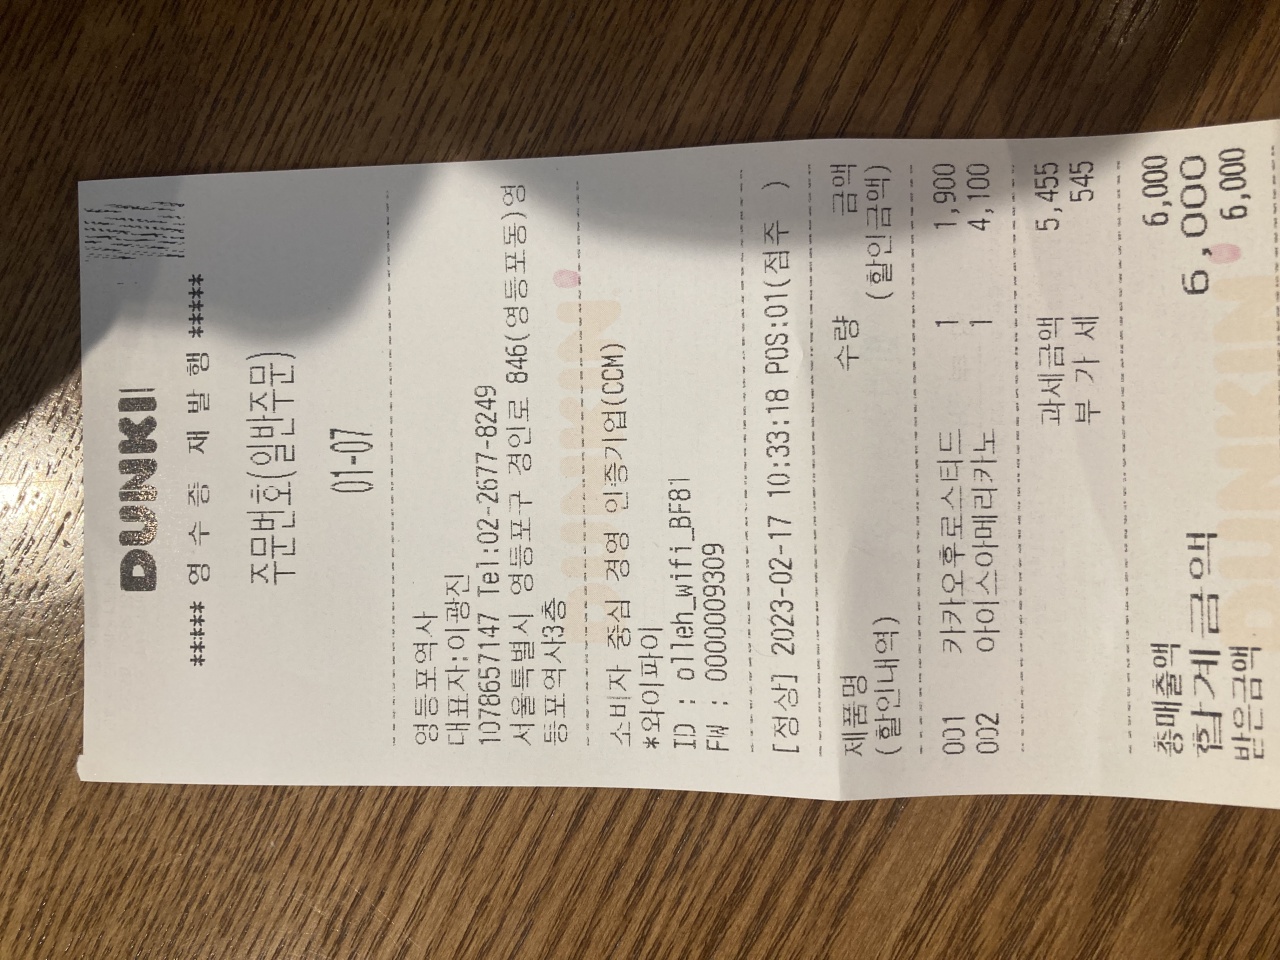 DUNKIN
***** 영 수 증 재 발 행 *****
주문번호(일반주문)
01-07
영등포역사
대표자:이광진
1078657147 Tel:02-2677-8249
서울특별시 영등포구 경인로 846(영등포동)영
등포역사3층
소비자 중심 경영 인증기업(CCM)
*와이파이
ID : olleh_wifi_BF81
PW : 0000009309
[정상] 2023-02-17 10:33:18 POS:01(점주 )
제품명 수량 금액
(할인내역) (할인금액)
001 카카오후로스티드 1 1,900
002 아이스아메리카노 1 4,100
과세금액 5,455
부 가 세 545
총매출액 6,000
합계금액 6,000
받은금액 6,000
DUNKIN
DUNKIN